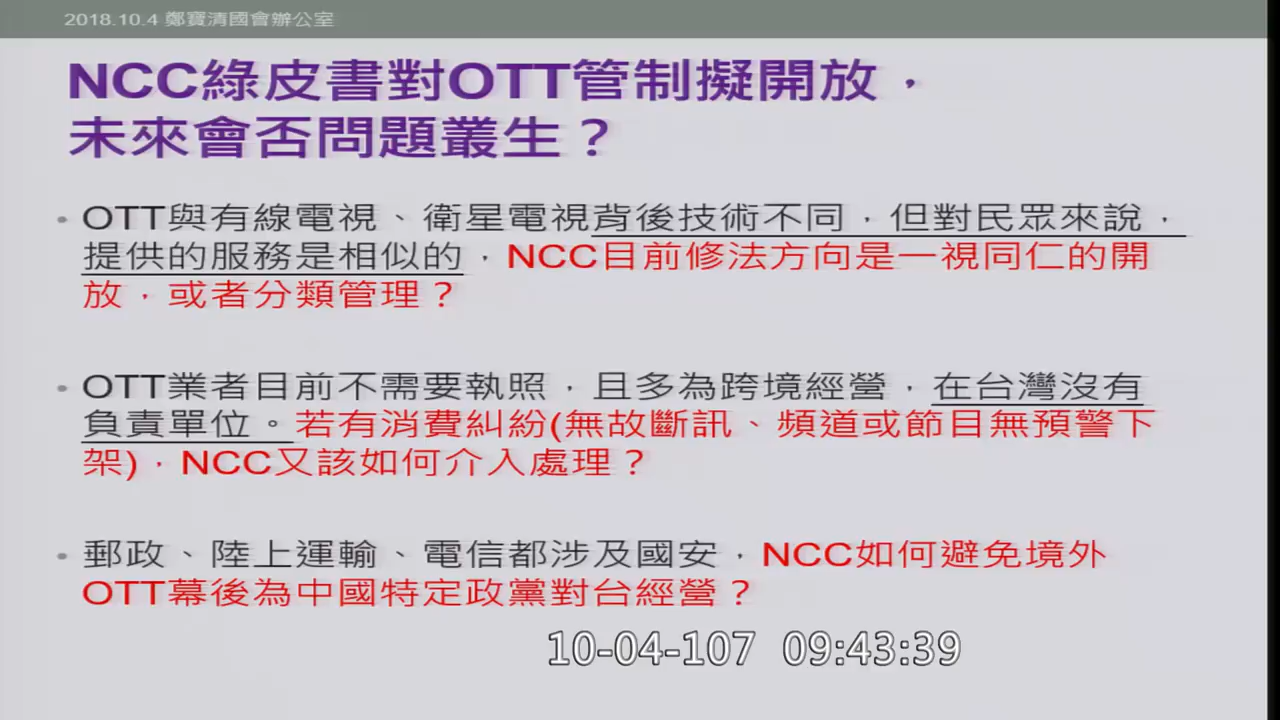 2018.10.4 鄭寶清國會辦公室
NCC綠皮書對OTT管制擬開放，
未來會否問題叢生？
• OTT與有線電視、衛星電視背後技術不同，但對民眾來說，
提供的服務是相似的，NCC目前修法方向是一視同仁的開
放，或者分類管理？
• OTT業者目前不需要執照，且多為跨境經營，在台灣沒有
負責單位。若有消費糾紛(無故斷訊、頻道或節目無預警下
架)，NCC又該如何介入處理？
• 郵政、陸上運輸、電信都涉及國安，NCC如何避免境外
OTT幕後為中國特定政黨對台經營？
10-04-107 09:43:39